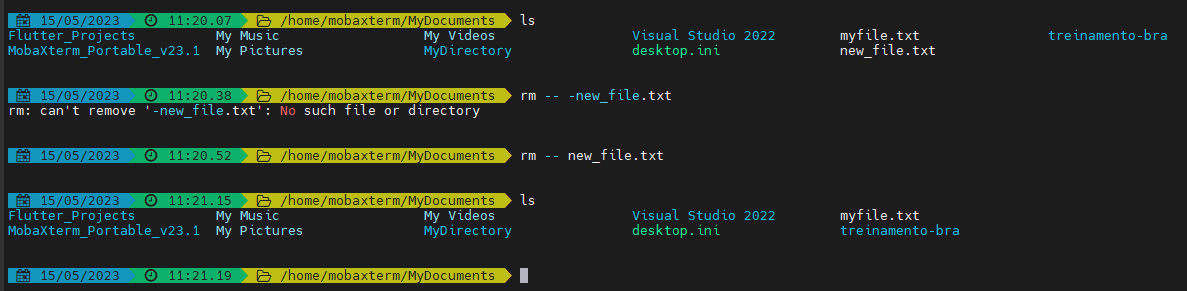 15/05/2023 11:20.07 /home/mobaxterm/MyDocuments ls
Flutter_Projects My Music My Videos Visual Studio 2022 myfile.txt treinamento-bra
MobaXterm_Portable_v23.1 My Pictures MyDirectory desktop.ini new_file.txt
15/05/2023 11:20.38 /home/mobaxterm/MyDocuments rm -- -new_file.txt
rm: can't remove '-new_file.txt': No such file or directory
15/05/2023 11:20.52 /home/mobaxterm/MyDocuments rm -- new_file.txt
15/05/2023 11:21.15 /home/mobaxterm/MyDocuments ls
Flutter_Projects My Music My Videos Visual Studio 2022 myfile.txt
MobaXterm_Portable_v23.1 My Pictures MyDirectory desktop.ini treinamento-bra
15/05/2023 11:21.19 /home/mobaxterm/MyDocuments